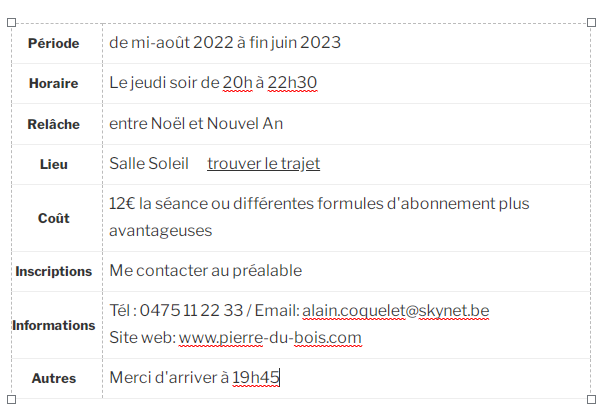 Période de mi-août 2022 à fin juin 2023
Horaire Le jeudi soir de 20h à 22h30
Relâche entre Noël et Nouvel An
Lieu Salle Soleil trouver le trajet
Coût 12€ la séance ou différentes formules d'abonnement plus
avantageuses
Inscriptions Me contacter au préalable
Informations Tél : 0475 11 22 33 / Email: alain.coquelet@skynet.be
Site web: www.pierre-du-bois.com
Autres Merci d'arriver à 19h45